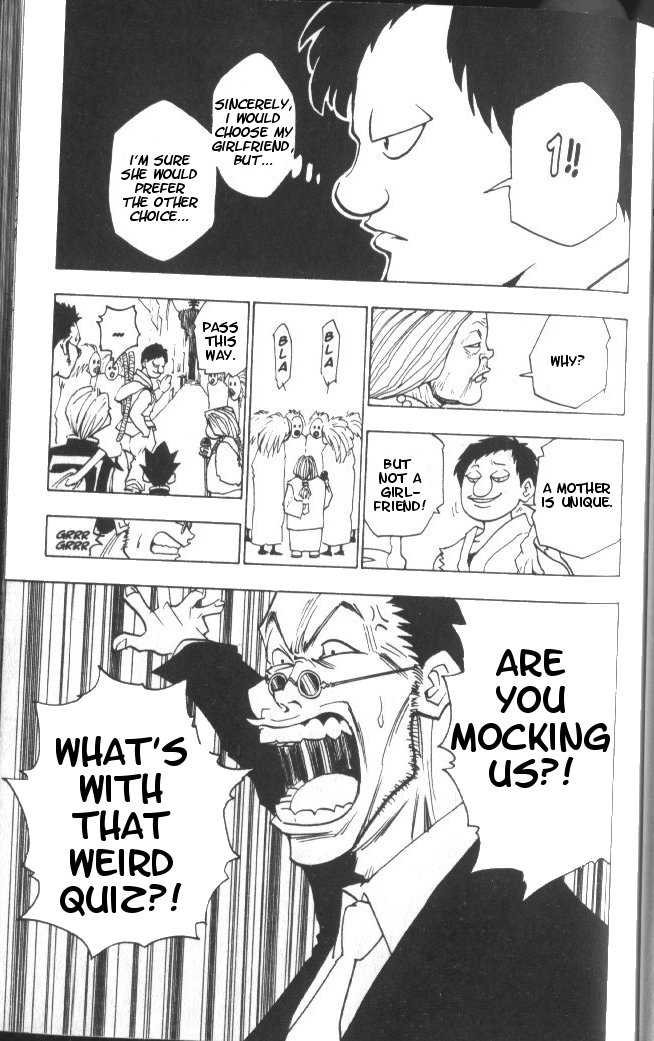 1!!
SINCERELY,
I WOULD
CHOOSE MY
GIRLFRIEND,
BUT...
I'M SURE
SHE WOULD
PREFER
THE OTHER
CHOICE...
WHY?
A MOTHER
IS UNIQUE.
BUT
NOT A
GIRL-
FRIEND!
BLA
BLA
PASS
THIS
WAY.
~
GRRR
GRRR
ARE
YOU
MOCKING
US?!
WHAT'S
WITH
THAT
WEIRD
QUIZ?!